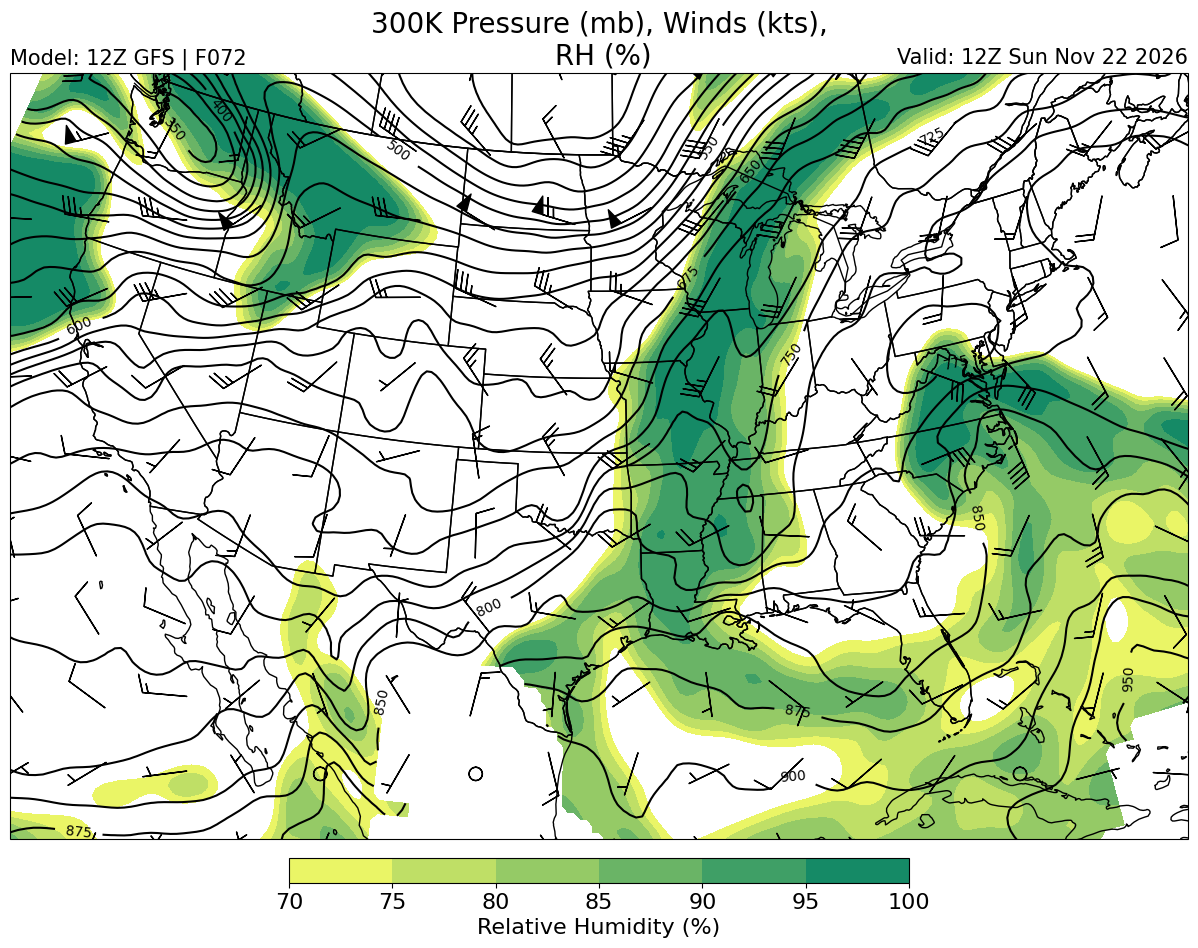 300K Pressure (mb), Winds (kts),
RH (%)
Model: 12Z GFS | F072
Valid: 12Z Sun Nov 22 2026
400
350
500
550
725
650
675
600
750
775
850
800
850
950
875
900
875
70 75 80 85 90 95 100
Relative Humidity (%)